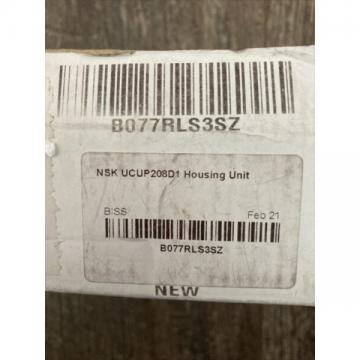 B077RLS3SZ
NSK UCUP208D1 Housing Unit
BISS Feb 21
B077RLS3SZ
NEW